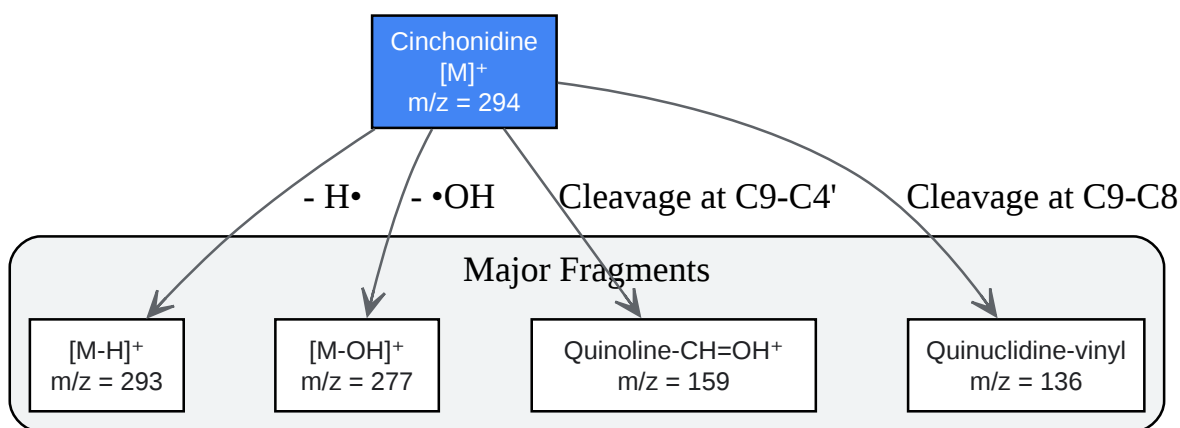 Cinchonidine
[M]⁺
m/z = 294
- H•
- •OH
Cleavage at C9-C4'
Cleavage at C9-C8
Major Fragments
[M-H]⁺
m/z = 293
[M-OH]⁺
m/z = 277
Quinoline-CH=OH⁺
m/z = 159
Quinuclidine-vinyl
m/z = 136